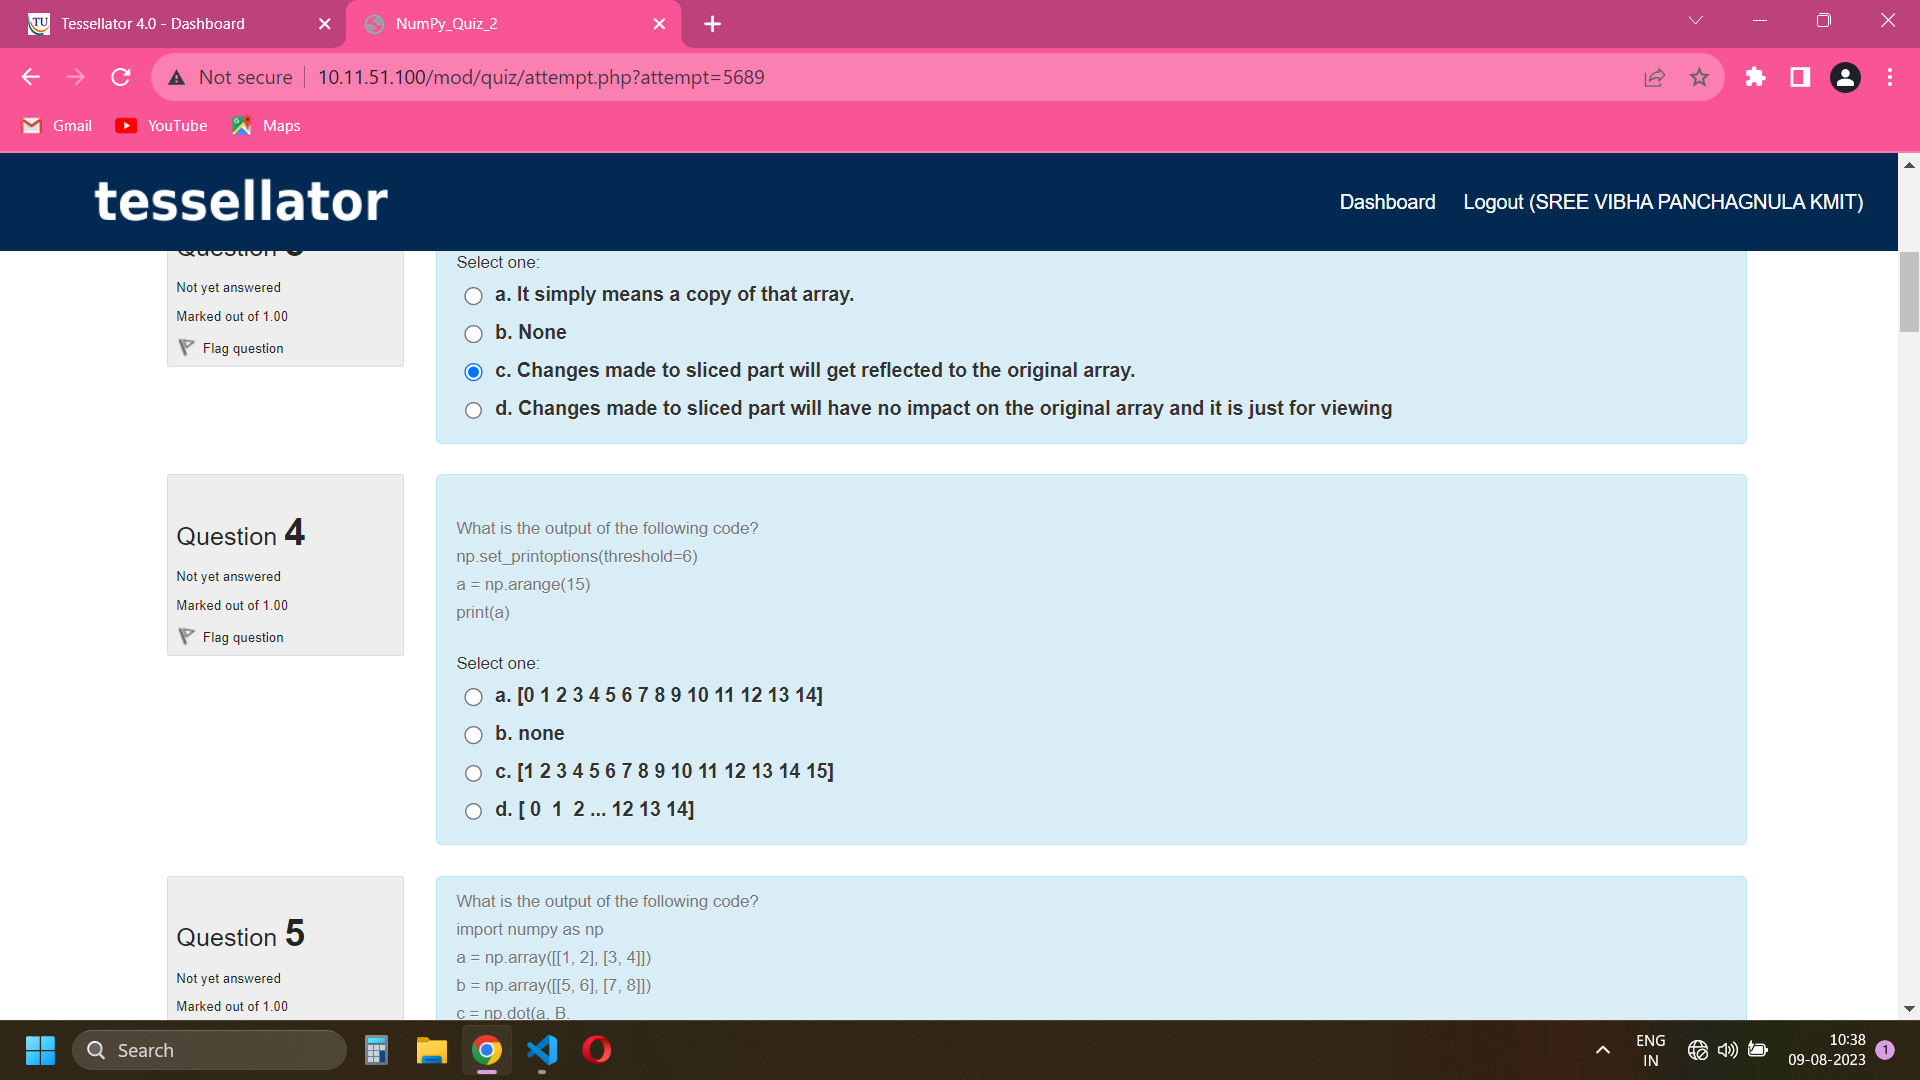 Tessellator 4.0 - Dashboard
NumPy_Quiz_2
Not secure
10.11.51.100/mod/quiz/attempt.php?attempt=5689
Gmail
YouTube
Maps
tessellator
Dashboard
Logout (SREE VIBHA PANCHAGNULA KMIT)
Question
Not yet answered
Marked out of 1.00
Flag question
Select one:
a. It simply means a copy of that array.
b. None
c. Changes made to sliced part will get reflected to the original array.
d. Changes made to sliced part will have no impact on the original array and it is just for viewing
Question 4
Not yet answered
Marked out of 1.00
Flag question
What is the output of the following code?
np.set_printoptions(threshold=6)
a = np.arange(15)
print(a)
Select one:
a. [0 1 2 3 4 5 6 7 8 9 10 11 12 13 14]
b. none
c. [1 2 3 4 5 6 7 8 9 10 11 12 13 14 15]
d. [ 0  1  2 ... 12 13 14]
Question 5
Not yet answered
Marked out of 1.00
What is the output of the following code?
import numpy as np
a = np.array([[1, 2], [3, 4]])
b = np.array([[5, 6], [7, 8]])
c = np.dot(a, B.
Search
ENG
IN
10:38
09-08-2023
1